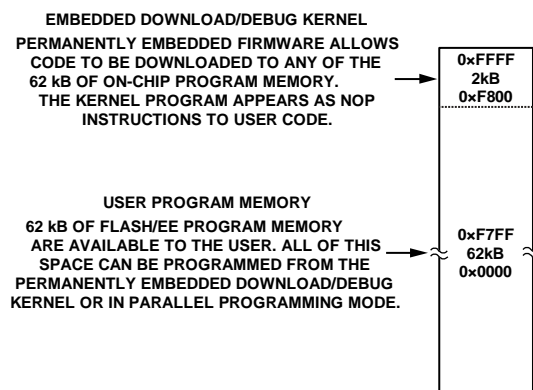 EMBEDDED DOWNLOAD/DEBUG KERNEL
PERMANENTLY EMBEDDED FIRMWARE ALLOWS
CODE TO BE DOWNLOADED TO ANY OF THE
62 kB OF ON-CHIP PROGRAM MEMORY.
THE KERNEL PROGRAM APPEARS AS NOP
INSTRUCTIONS TO USER CODE.
0×FFFF
2kB
0×F800
USER PROGRAM MEMORY
62 kB OF FLASH/EE PROGRAM MEMORY
ARE AVAILABLE TO THE USER. ALL OF THIS
SPACE CAN BE PROGRAMMED FROM THE
PERMANENTLY EMBEDDED DOWNLOAD/DEBUG
KERNEL OR IN PARALLEL PROGRAMMING MODE.
0×F7FF
62kB
0×0000